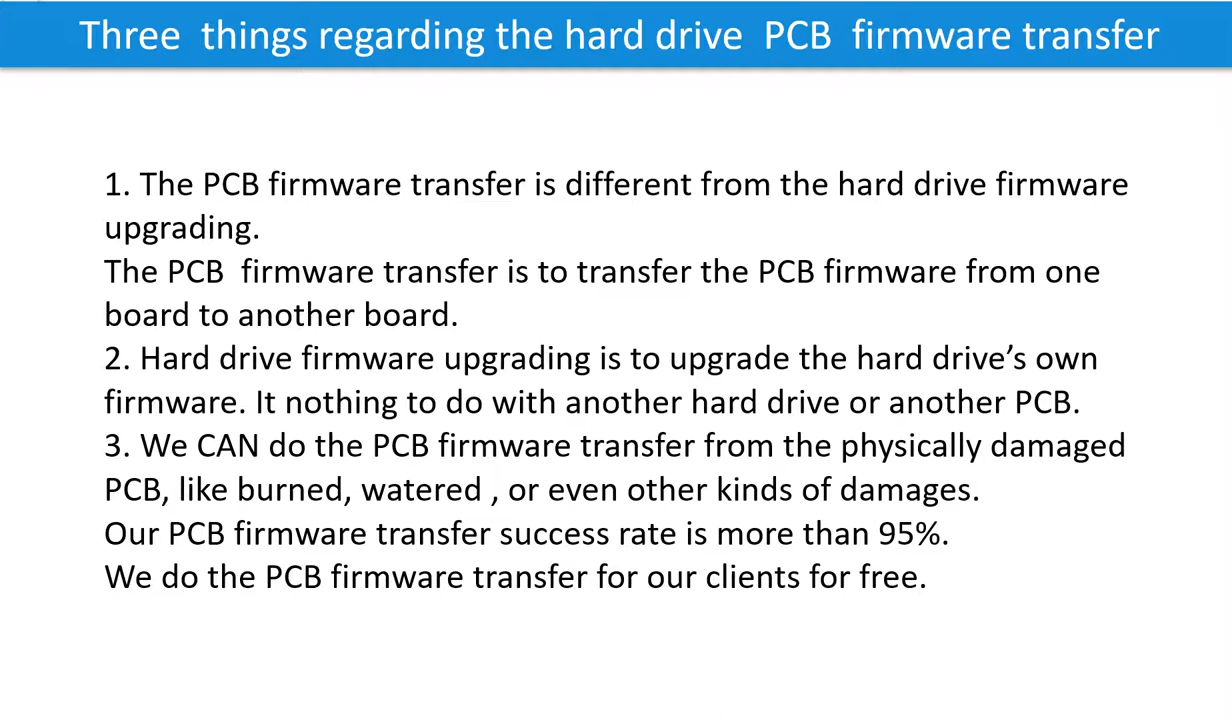 Three things regarding the hard drive PCB firmware transfer
1. The PCB firmware transfer is different from the hard drive firmware
upgrading.
The PCB firmware transfer is to transfer the PCB firmware from one
board to another board.
2. Hard drive firmware upgrading is to upgrade the hard drive’s own
firmware. It nothing to do with another hard drive or another PCB.
3. We CAN do the PCB firmware transfer from the physically damaged
PCB, like burned, watered , or even other kinds of damages.
Our PCB firmware transfer success rate is more than 95%.
We do the PCB firmware transfer for our clients for free.